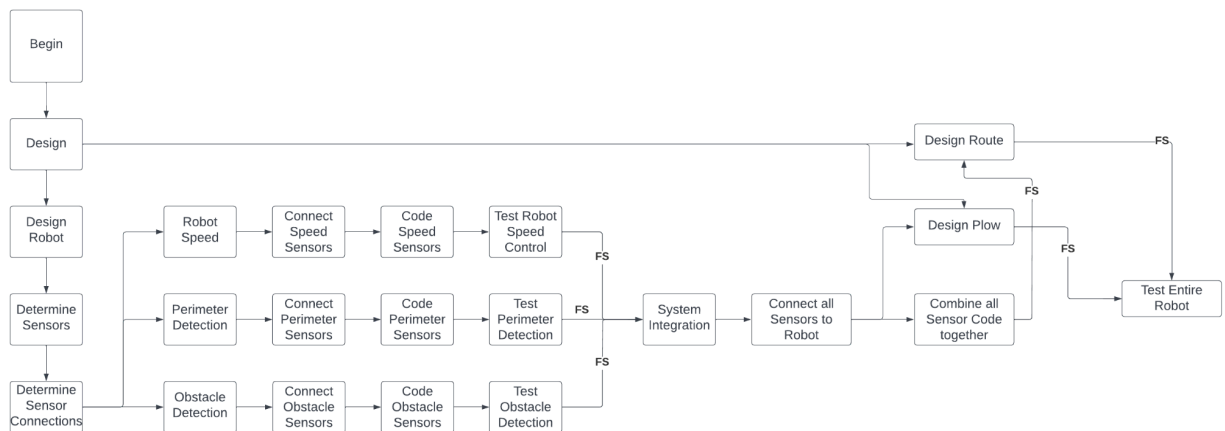 Begin
Design
Design
Robot
Determine
Sensors
Determine
Sensor
Connections
Robot
Speed
Connect
Speed
Sensors
Code
Speed
Sensors
Test Robot
Speed
Control
FS
Perimeter
Detection
Connect
Perimeter
Sensors
Code
Perimeter
Sensors
Test
Perimeter
Detection
FS
Obstacle
Detection
Connect
Obstacle
Sensors
Code
Obstacle
Sensors
Test
Obstacle
Detection
FS
System
Integration
Connect all
Sensors to
Robot
Design Route
FS
FS
Design Plow
FS
Combine all
Sensor Code
together
Test Entire
Robot